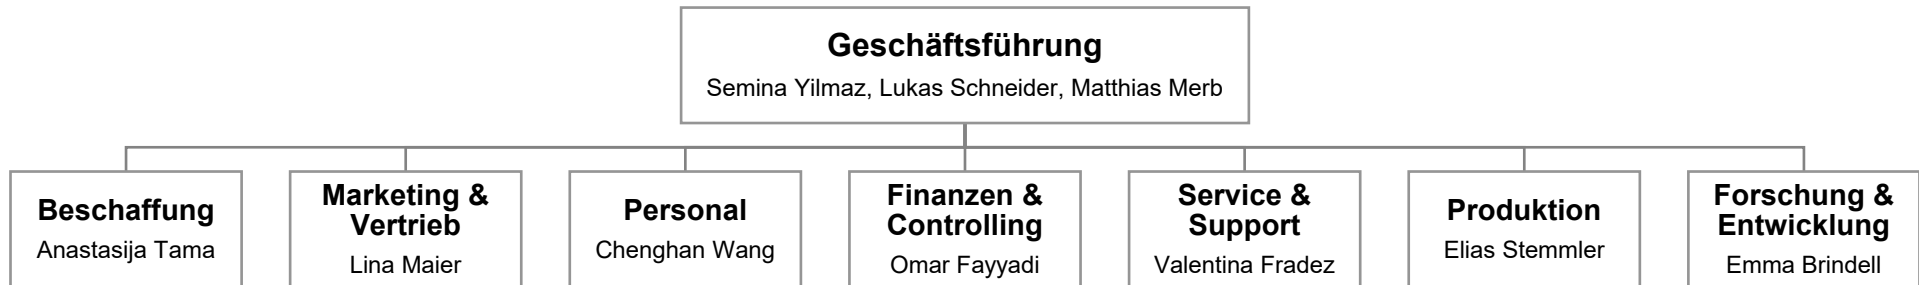 Geschäftsführung
Semina Yilmaz, Lukas Schneider, Matthias Merb
Beschaffung
Anastasija Tama
Marketing &
Vertrieb
Lina Maier
Personal
Chenghan Wang
Finanzen &
Controlling
Omar Fayyadi
Service &
Support
Valentina Fradez
Produktion
Elias Stemmler
Forschung &
Entwicklung
Emma Brindell